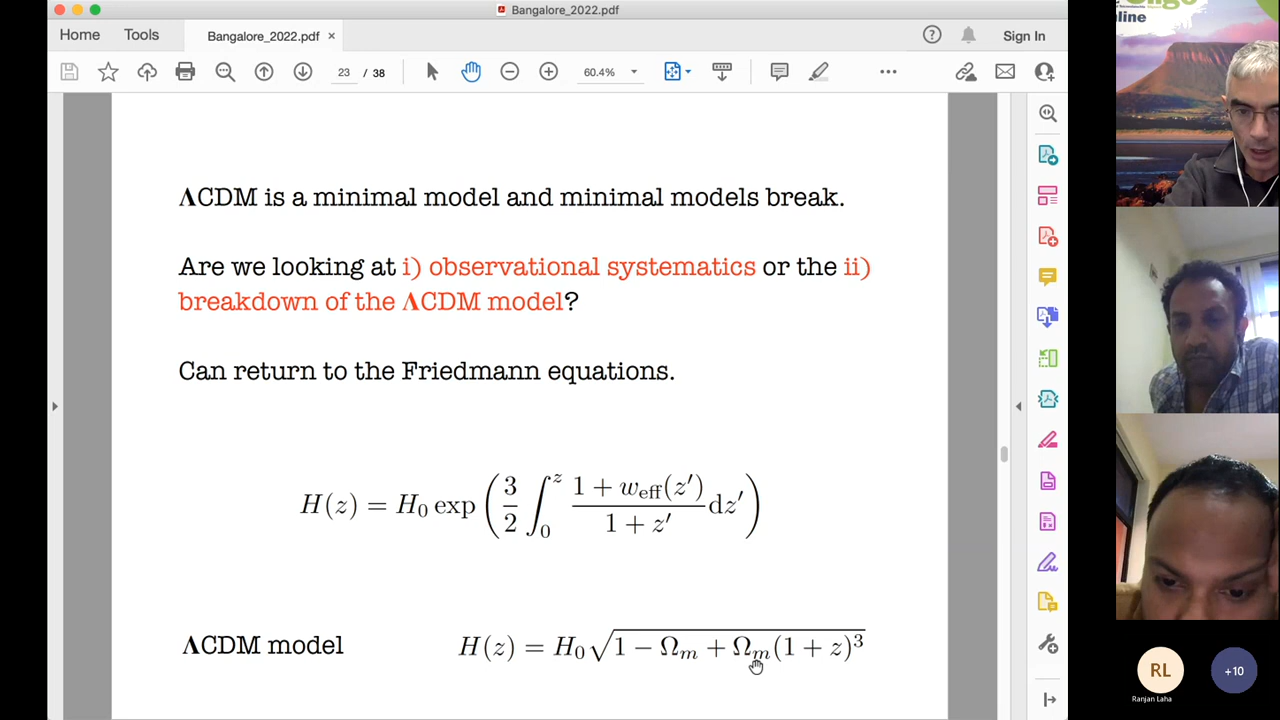 Bangalore_2022.pdf
Home Tools Bangalore_2022.pdf × Sign In
23 / 38 60.4%
ΛCDM is a minimal model and minimal models break.
Are we looking at i) observational systematics or the ii)
breakdown of the ΛCDM model?
Can return to the Friedmann equations.
H(z) = H₀ exp ( 3/2 ∫₀ᶻ (1 + w_eff(z′))/(1 + z′) dz′ )
ΛCDM model H(z) = H₀ √(1 − Ωₘ + Ωₘ(1 + z)³)
nline
RL +10
Ranjan Laha